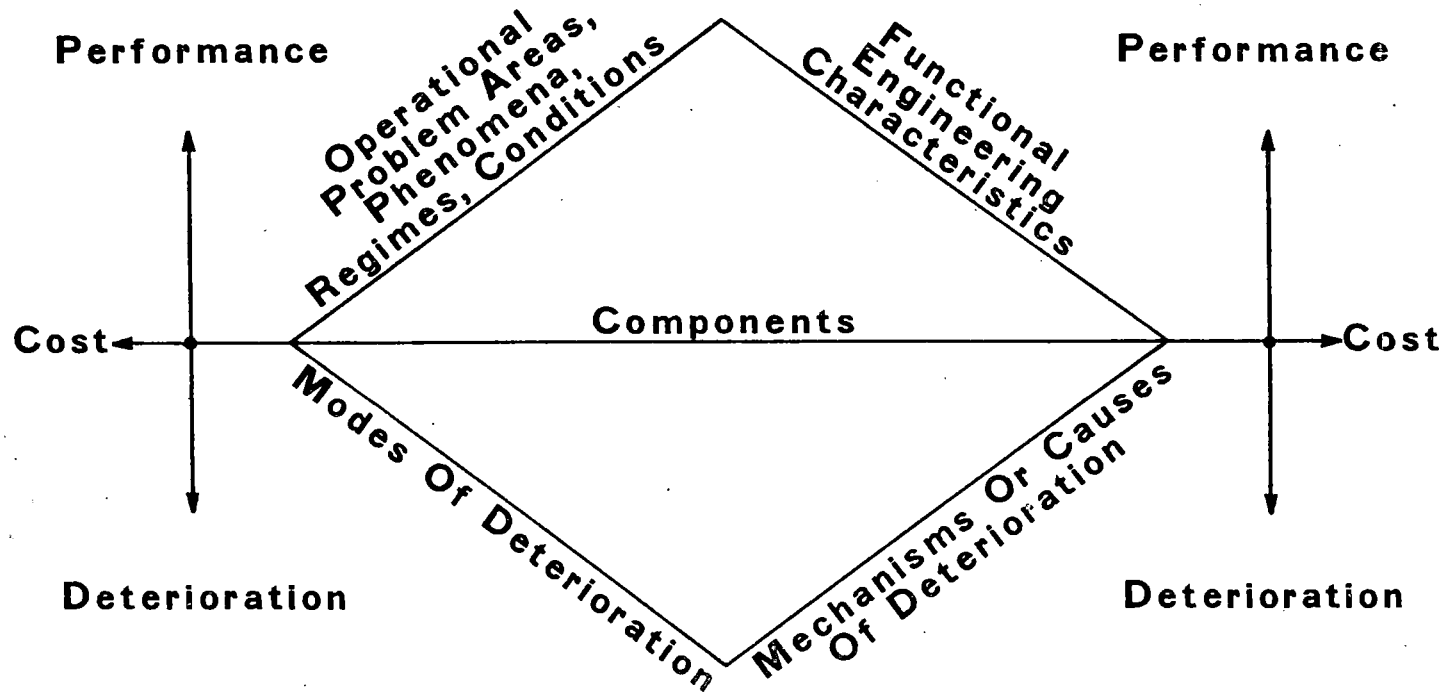 Performance
Operational
Problem Areas,
Phenomena,
Regimes, Conditions
Functional
Engineering
Characteristics
Performance
Cost
Components
Cost
Modes Of Deterioration
Mechanisms Or Causes
Of Deterioration
Deterioration
Deterioration